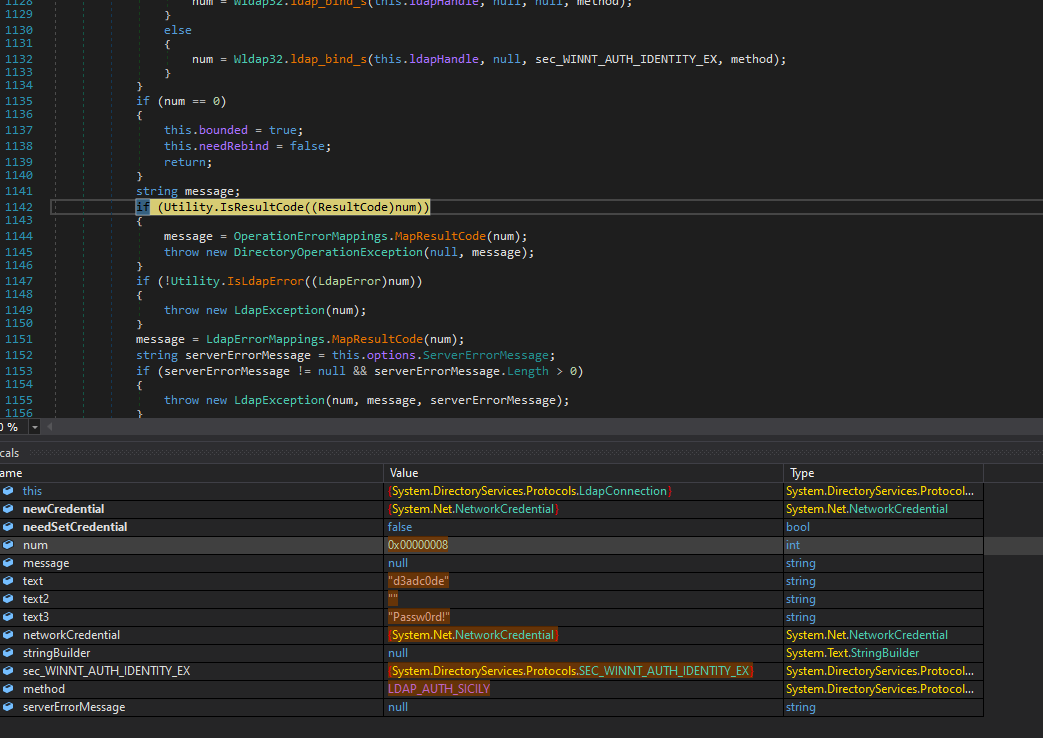 1128 num = Wldap32.ldap_bind_s(this.ldapHandle, null, null, method);
1129 }
1130 else
1131 {
1132 num = Wldap32.ldap_bind_s(this.ldapHandle, null, sec_WINNT_AUTH_IDENTITY_EX, method);
1133 }
1134 }
1135 if (num == 0)
1136 {
1137 this.bounded = true;
1138 this.needRebind = false;
1139 return;
1140 }
1141 string message;
1142 if (Utility.IsResultCode((ResultCode)num))
1143 {
1144 message = OperationErrorMappings.MapResultCode(num);
1145 throw new DirectoryOperationException(null, message);
1146 }
1147 if (!Utility.IsLdapError((LdapError)num))
1148 {
1149 throw new LdapException(num);
1150 }
1151 message = LdapErrorMappings.MapResultCode(num);
1152 string serverErrorMessage = this.options.ServerErrorMessage;
1153 if (serverErrorMessage != null && serverErrorMessage.Length > 0)
1154 {
1155 throw new LdapException(num, message, serverErrorMessage);
1156 }
0 %
cals
ame Value Type
this {System.DirectoryServices.Protocols.LdapConnection} System.DirectoryServices.Protocol...
newCredential {System.Net.NetworkCredential} System.Net.NetworkCredential
needSetCredential false bool
num 0x00000008 int
message null string
text "d3adc0de" string
text2 "" string
text3 "Passw0rd!" string
networkCredential {System.Net.NetworkCredential} System.Net.NetworkCredential
stringBuilder null System.Text.StringBuilder
sec_WINNT_AUTH_IDENTITY_EX {System.DirectoryServices.Protocols.SEC_WINNT_AUTH_IDENTITY_EX} System.DirectoryServices.Protocol...
method LDAP_AUTH_SICILY System.DirectoryServices.Protocol...
serverErrorMessage null string